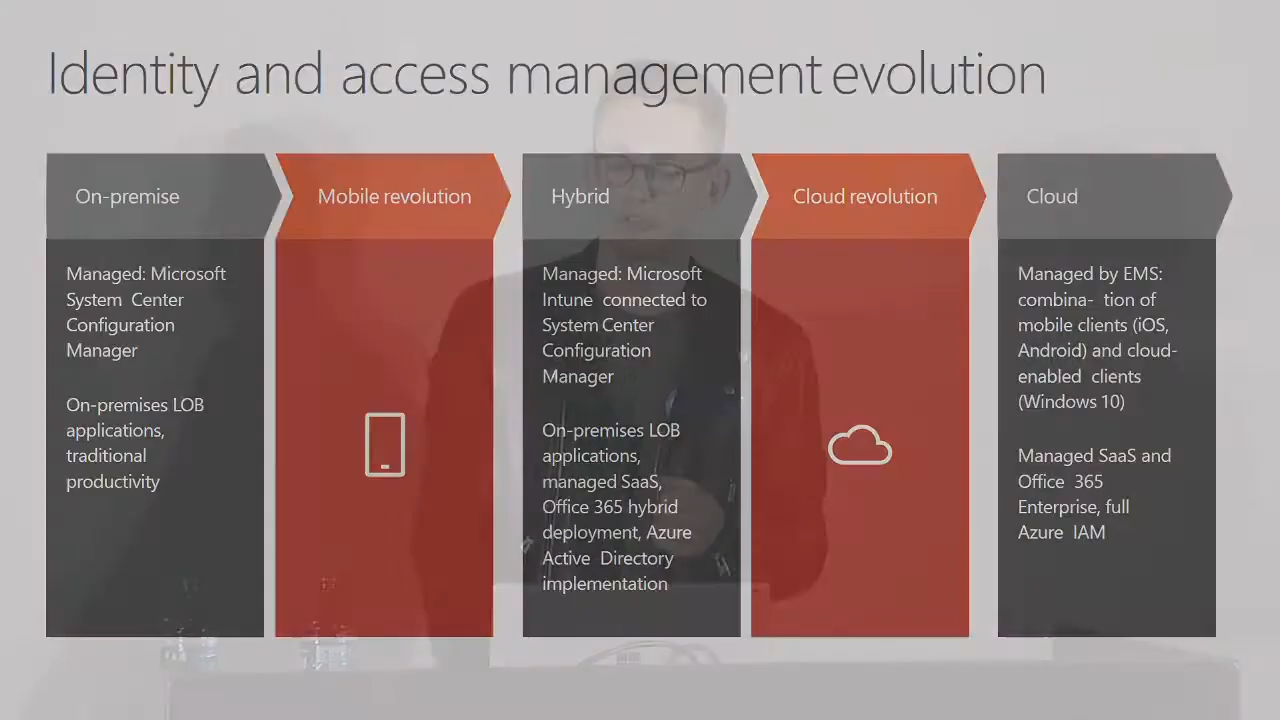 Identity and access management evolution
On-premise
Managed: Microsoft
System Center
Configuration
Manager
On-premises LOB
applications,
traditional
productivity
Mobile revolution
Hybrid
Managed: Microsoft
Intune connected to
System Center
Configuration
Manager
On-premises LOB
applications,
managed SaaS,
Office 365 hybrid
deployment, Azure
Active Directory
implementation
Cloud revolution
Cloud
Managed by EMS:
combina- tion of
mobile clients (iOS,
Android) and cloud-
enabled clients
(Windows 10)
Managed SaaS and
Office 365
Enterprise, full
Azure IAM